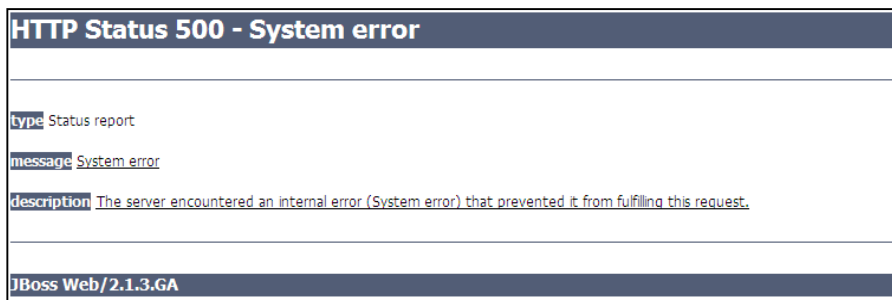 HTTP Status 500 - System error
type Status report
message System error
description The server encountered an internal error (System error) that prevented it from fulfilling this request.
JBoss Web/2.1.3.GA